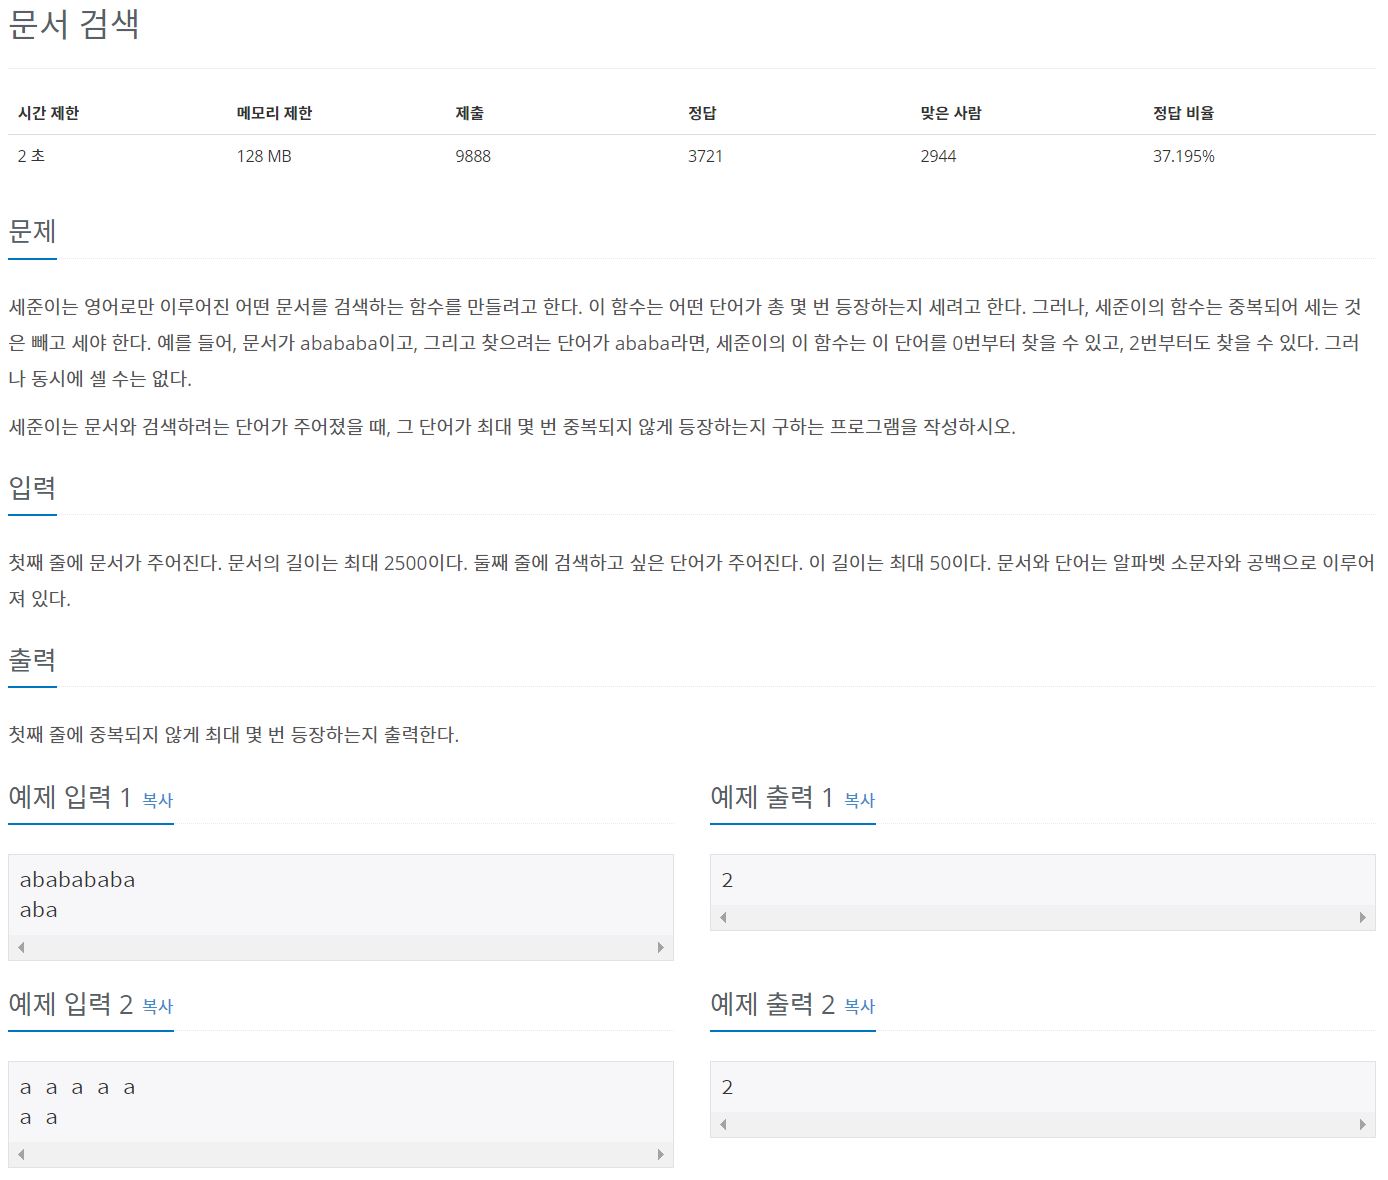 문서 검색
시간 제한 메모리 제한 제출 정답 맞은 사람 정답 비율
2 초 128 MB 9888 3721 2944 37.195%
문제
세준이는 영어로만 이루어진 어떤 문서를 검색하는 함수를 만들려고 한다. 이 함수는 어떤 단어가 총 몇 번 등장하는지 세려고 한다. 그러나, 세준이의 함수는 중복되어 세는 것
은 빼고 세야 한다. 예를 들어, 문서가 abababa이고, 그리고 찾으려는 단어가 ababa라면, 세준이의 이 함수는 이 단어를 0번부터 찾을 수 있고, 2번부터도 찾을 수 있다. 그러
나 동시에 셀 수는 없다.
세준이는 문서와 검색하려는 단어가 주어졌을 때, 그 단어가 최대 몇 번 중복되지 않게 등장하는지 구하는 프로그램을 작성하시오.
입력
첫째 줄에 문서가 주어진다. 문서의 길이는 최대 2500이다. 둘째 줄에 검색하고 싶은 단어가 주어진다. 이 길이는 최대 50이다. 문서와 단어는 알파벳 소문자와 공백으로 이루어
져 있다.
출력
첫째 줄에 중복되지 않게 최대 몇 번 등장하는지 출력한다.
예제 입력 1 복사 예제 출력 1 복사
ababababa 2
aba
예제 입력 2 복사 예제 출력 2 복사
a a a a a 2
a a